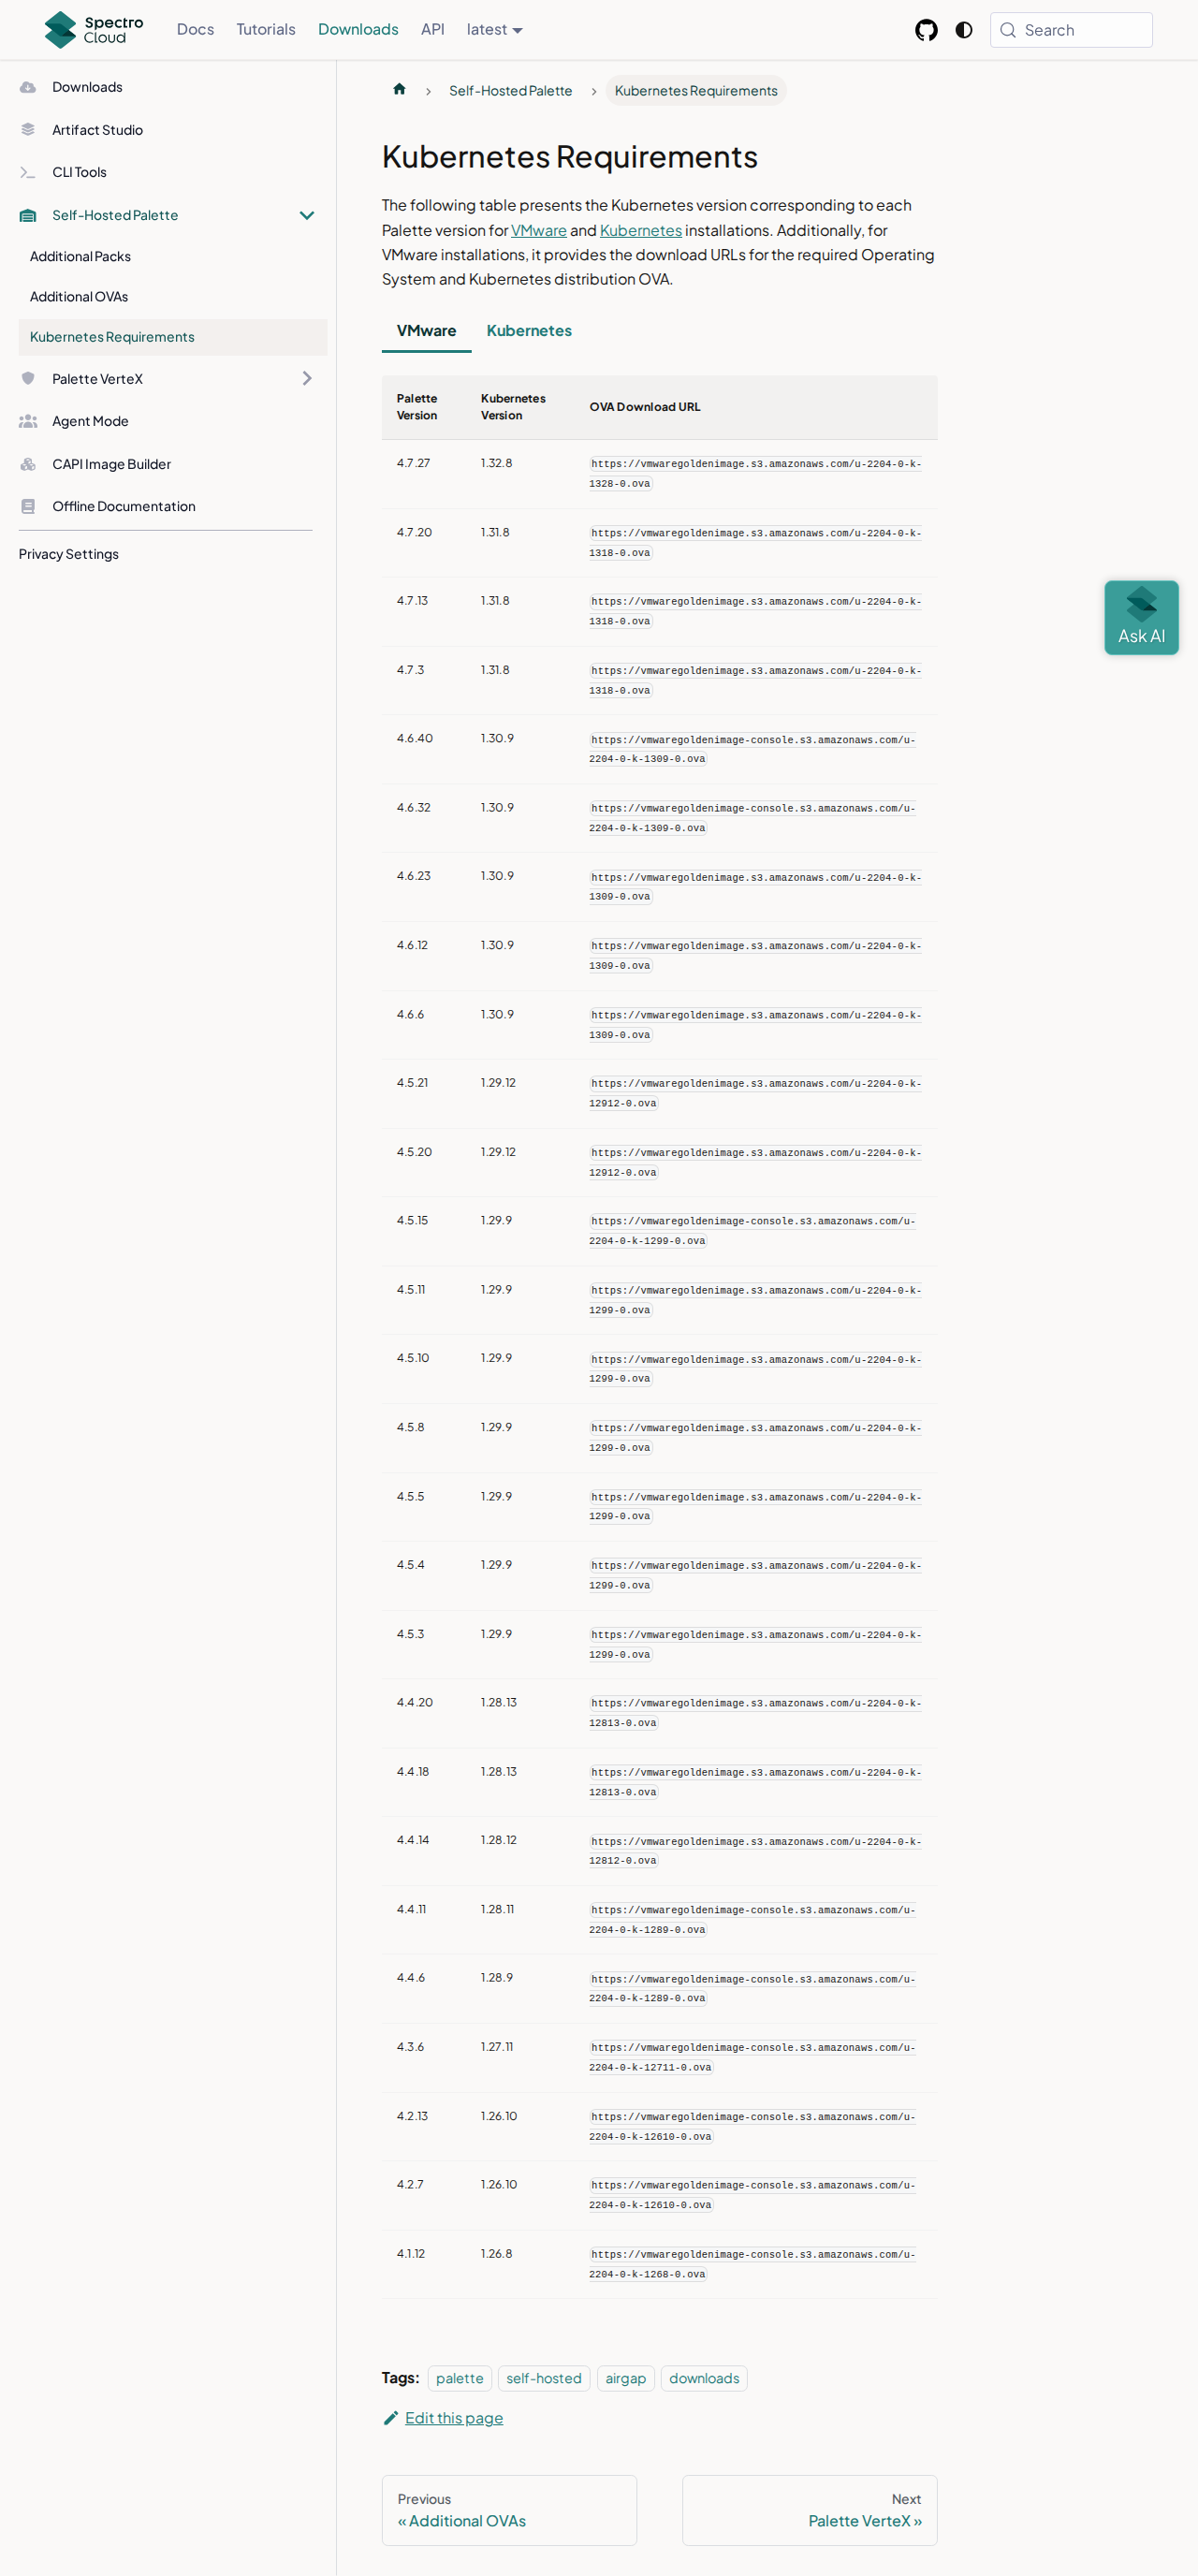 Spectro
Cloud
Docs
Tutorials
Downloads
API
latest
Search
Downloads
Artifact Studio
CLI Tools
Self-Hosted Palette
Additional Packs
Additional OVAs
Kubernetes Requirements
Palette VerteX
Agent Mode
CAPI Image Builder
Offline Documentation
Privacy Settings
Self-Hosted Palette
Kubernetes Requirements
Kubernetes Requirements
The following table presents the Kubernetes version corresponding to each
Palette version for VMware and Kubernetes installations. Additionally, for
VMware installations, it provides the download URLs for the required Operating
System and Kubernetes distribution OVA.
VMware
Kubernetes
Palette Version
Kubernetes Version
OVA Download URL
4.7.27 1.32.8 https://vmwaregoldenimage.s3.amazonaws.com/u-2204-0-k-
1328-0.ova
4.7.20 1.31.8 https://vmwaregoldenimage.s3.amazonaws.com/u-2204-0-k-
1318-0.ova
4.7.13 1.31.8 https://vmwaregoldenimage.s3.amazonaws.com/u-2204-0-k-
1318-0.ova
4.7.3 1.31.8 https://vmwaregoldenimage.s3.amazonaws.com/u-2204-0-k-
1318-0.ova
4.6.40 1.30.9 https://vmwaregoldenimage-console.s3.amazonaws.com/u-
2204-0-k-1309-0.ova
4.6.32 1.30.9 https://vmwaregoldenimage-console.s3.amazonaws.com/u-
2204-0-k-1309-0.ova
4.6.23 1.30.9 https://vmwaregoldenimage.s3.amazonaws.com/u-2204-0-k-
1309-0.ova
4.6.12 1.30.9 https://vmwaregoldenimage.s3.amazonaws.com/u-2204-0-k-
1309-0.ova
4.6.6 1.30.9 https://vmwaregoldenimage.s3.amazonaws.com/u-2204-0-k-
1309-0.ova
4.5.21 1.29.12 https://vmwaregoldenimage.s3.amazonaws.com/u-2204-0-k-
12912-0.ova
4.5.20 1.29.12 https://vmwaregoldenimage.s3.amazonaws.com/u-2204-0-k-
12912-0.ova
4.5.15 1.29.9 https://vmwaregoldenimage-console.s3.amazonaws.com/u-
2204-0-k-1299-0.ova
4.5.11 1.29.9 https://vmwaregoldenimage.s3.amazonaws.com/u-2204-0-k-
1299-0.ova
4.5.10 1.29.9 https://vmwaregoldenimage.s3.amazonaws.com/u-2204-0-k-
1299-0.ova
4.5.8 1.29.9 https://vmwaregoldenimage.s3.amazonaws.com/u-2204-0-k-
1299-0.ova
4.5.5 1.29.9 https://vmwaregoldenimage.s3.amazonaws.com/u-2204-0-k-
1299-0.ova
4.5.4 1.29.9 https://vmwaregoldenimage.s3.amazonaws.com/u-2204-0-k-
1299-0.ova
4.5.3 1.29.9 https://vmwaregoldenimage.s3.amazonaws.com/u-2204-0-k-
1299-0.ova
4.4.20 1.28.13 https://vmwaregoldenimage.s3.amazonaws.com/u-2204-0-k-
12813-0.ova
4.4.18 1.28.13 https://vmwaregoldenimage.s3.amazonaws.com/u-2204-0-k-
12813-0.ova
4.4.14 1.28.12 https://vmwaregoldenimage.s3.amazonaws.com/u-2204-0-k-
12812-0.ova
4.4.11 1.28.11 https://vmwaregoldenimage-console.s3.amazonaws.com/u-
2204-0-k-1289-0.ova
4.4.6 1.28.9 https://vmwaregoldenimage-console.s3.amazonaws.com/u-
2204-0-k-1289-0.ova
4.3.6 1.27.11 https://vmwaregoldenimage-console.s3.amazonaws.com/u-
2204-0-k-12711-0.ova
4.2.13 1.26.10 https://vmwaregoldenimage-console.s3.amazonaws.com/u-
2204-0-k-12610-0.ova
4.2.7 1.26.10 https://vmwaregoldenimage-console.s3.amazonaws.com/u-
2204-0-k-12610-0.ova
4.1.12 1.26.8 https://vmwaregoldenimage-console.s3.amazonaws.com/u-
2204-0-k-1268-0.ova
Ask AI
Tags: palette self-hosted airgap downloads
Edit this page
Previous
« Additional OVAs
Next
Palette VerteX »